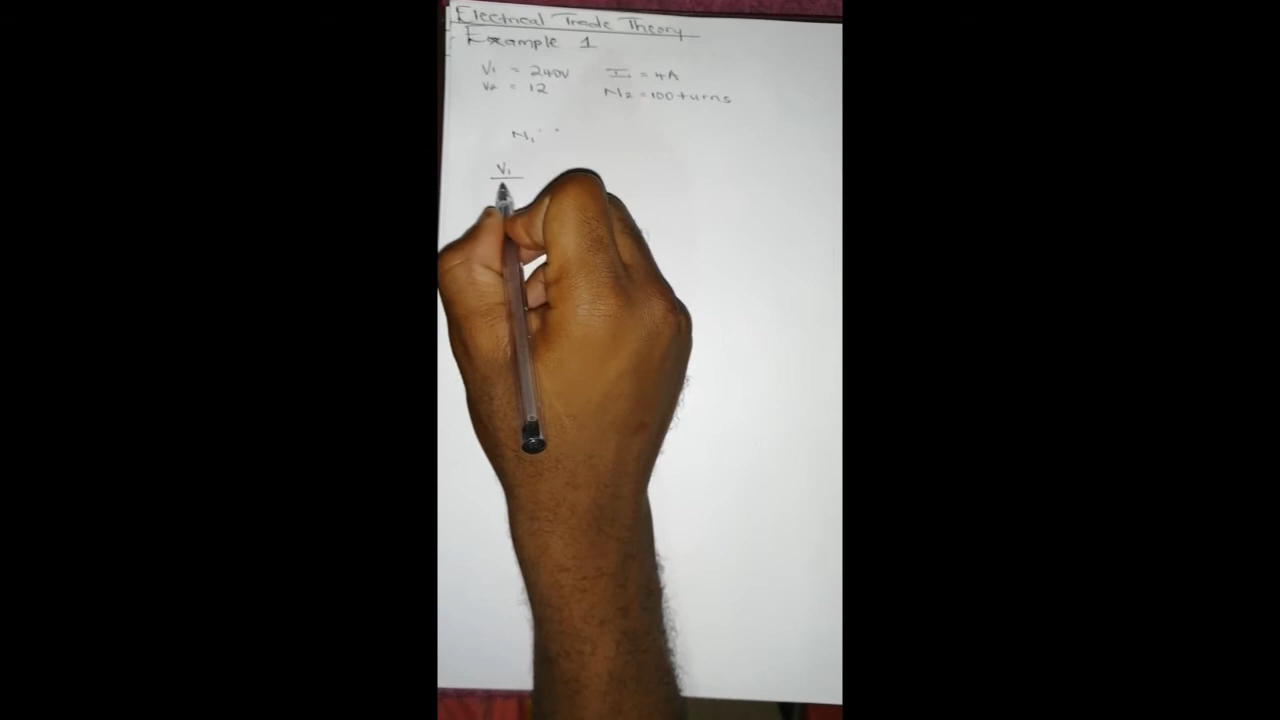 Electrical Trade Theory
Example 1
V1 = 240V I1 = 4A
V2 = 12 N2 = 100 turns
N1
V1